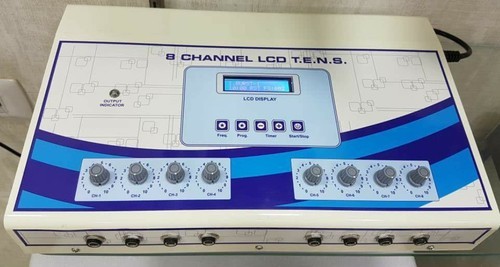 8 CHANNEL LCD T.E.N.S.
OUTPUT
INDICATOR
LCD DISPLAY
Freq. Prog. Timer Start/Stop
CH-1 CH-2 CH-3 CH-4 CH-5 CH-6 CH-7 CH-8